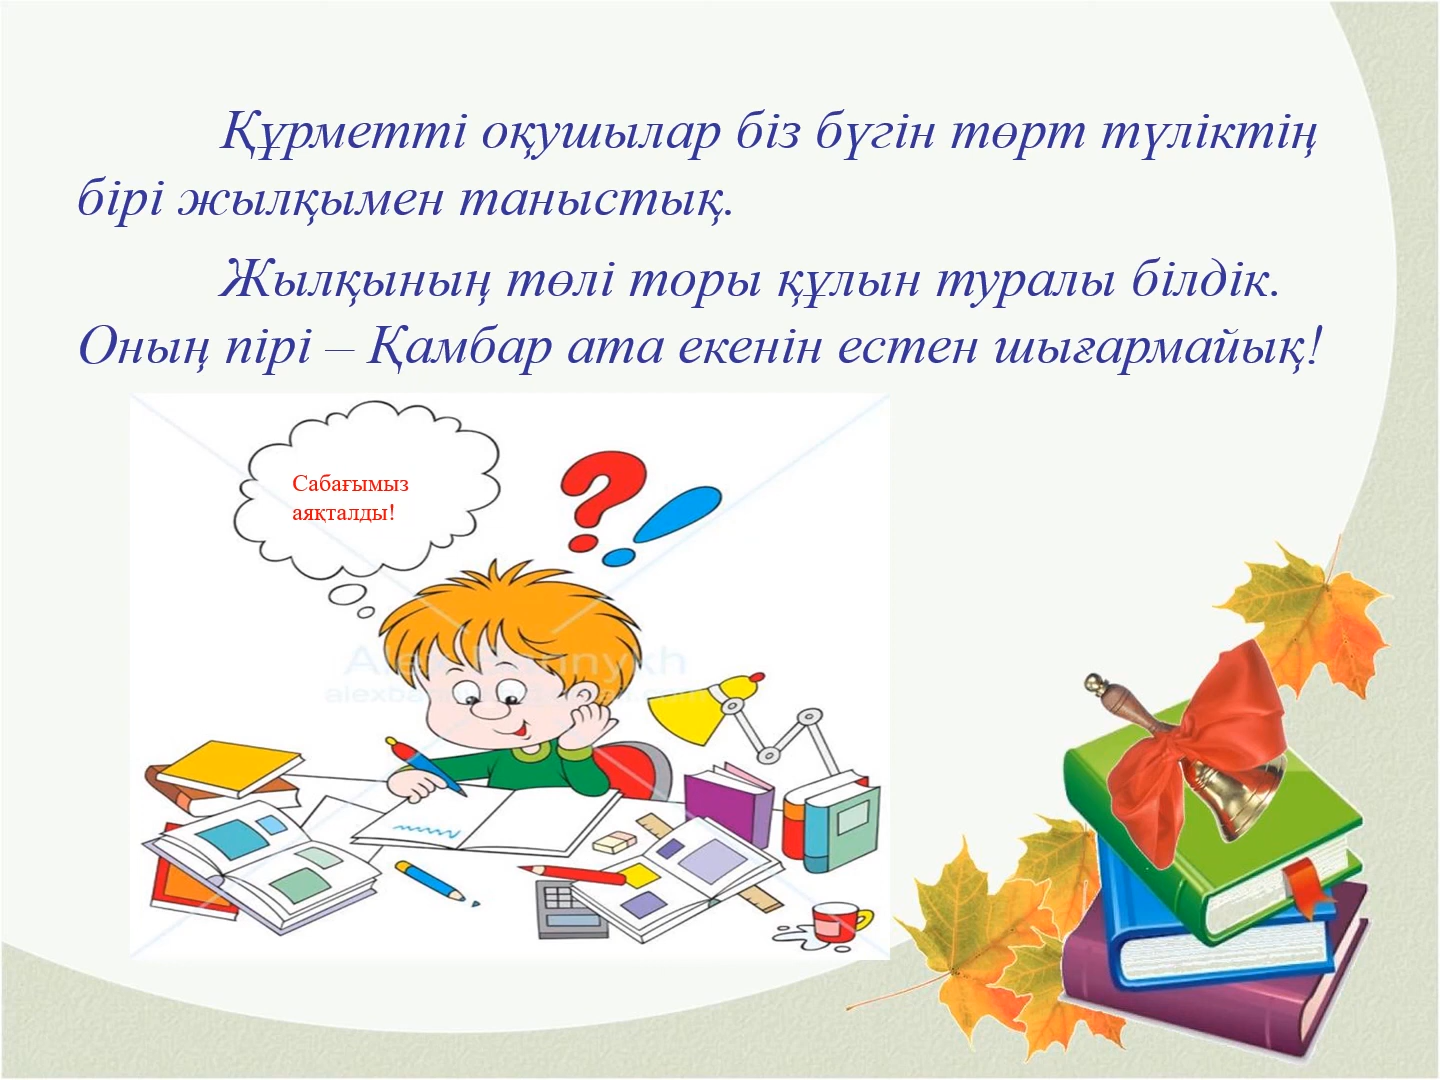 Құрметті оқушылар біз бүгін төрт түліктің
бірі жылқымен таныстық.
Жылқының төлі торы құлын туралы білдік.
Оның пірі – Қамбар ата екенін естен шығармайық!
Сабағымыз
аяқталды!